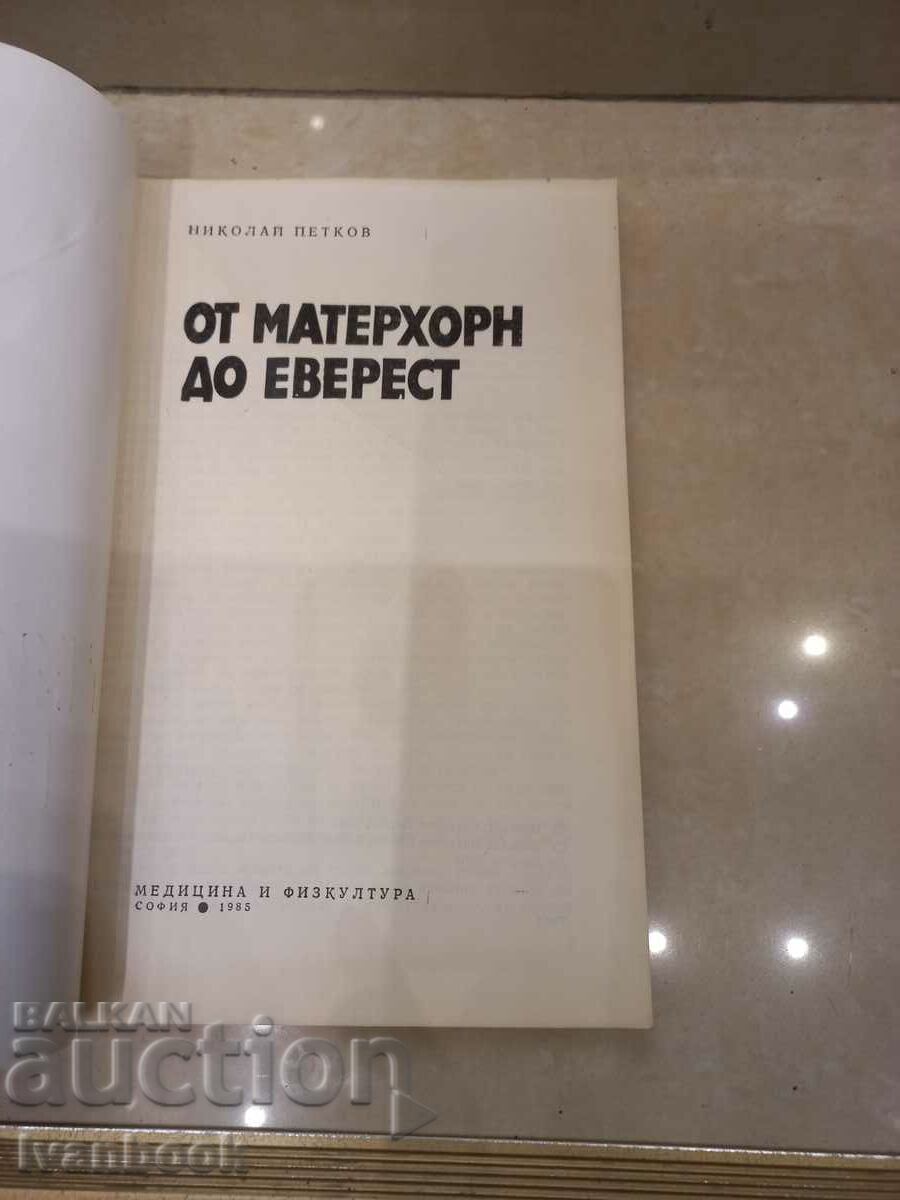 НИКОЛАЙ ПЕТКОВ
ОТ МАТЕРХОРН
ДО ЕВЕРЕСТ
МЕДИЦИНА И ФИЗКУЛТУРА
СОФИЯ ● 1985
BALKAN
auction
Ivanbook